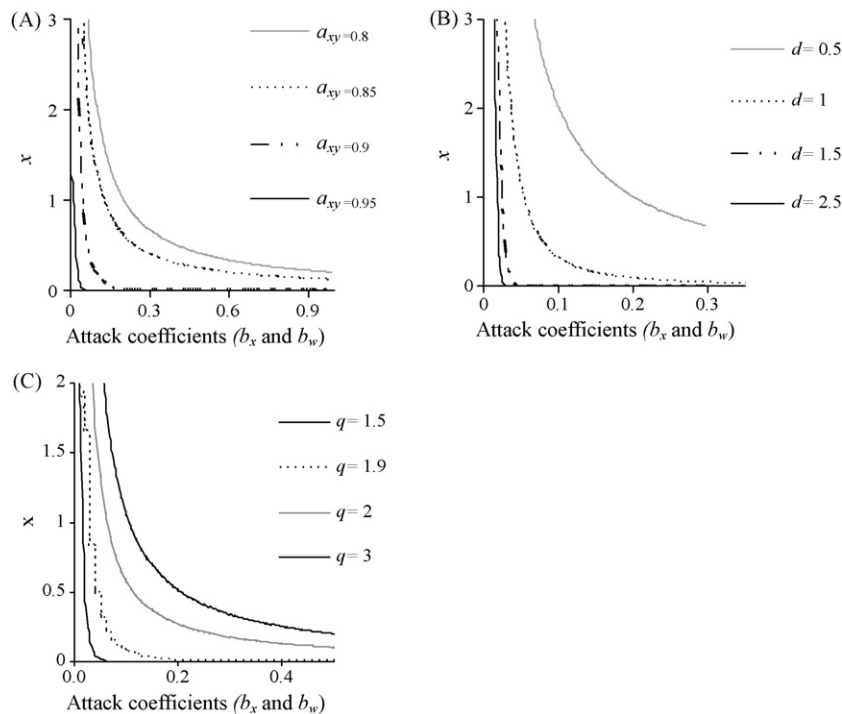 (A)
3
2
1
0
x
0
0.3
0.6
0.9
Attack coefficients (bx and bw)
axy=0.8
axy=0.85
axy=0.9
axy=0.95
(B)
3
2
1
0
x
0
0.1
0.2
0.3
Attack coefficients (bx and bw)
d= 0.5
d= 1
d= 1.5
d= 2.5
(C)
2
1.5
1
0.5
0
x
0.0
0.2
0.4
Attack coefficients (bx and bw)
q= 1.5
q= 1.9
q= 2
q= 3